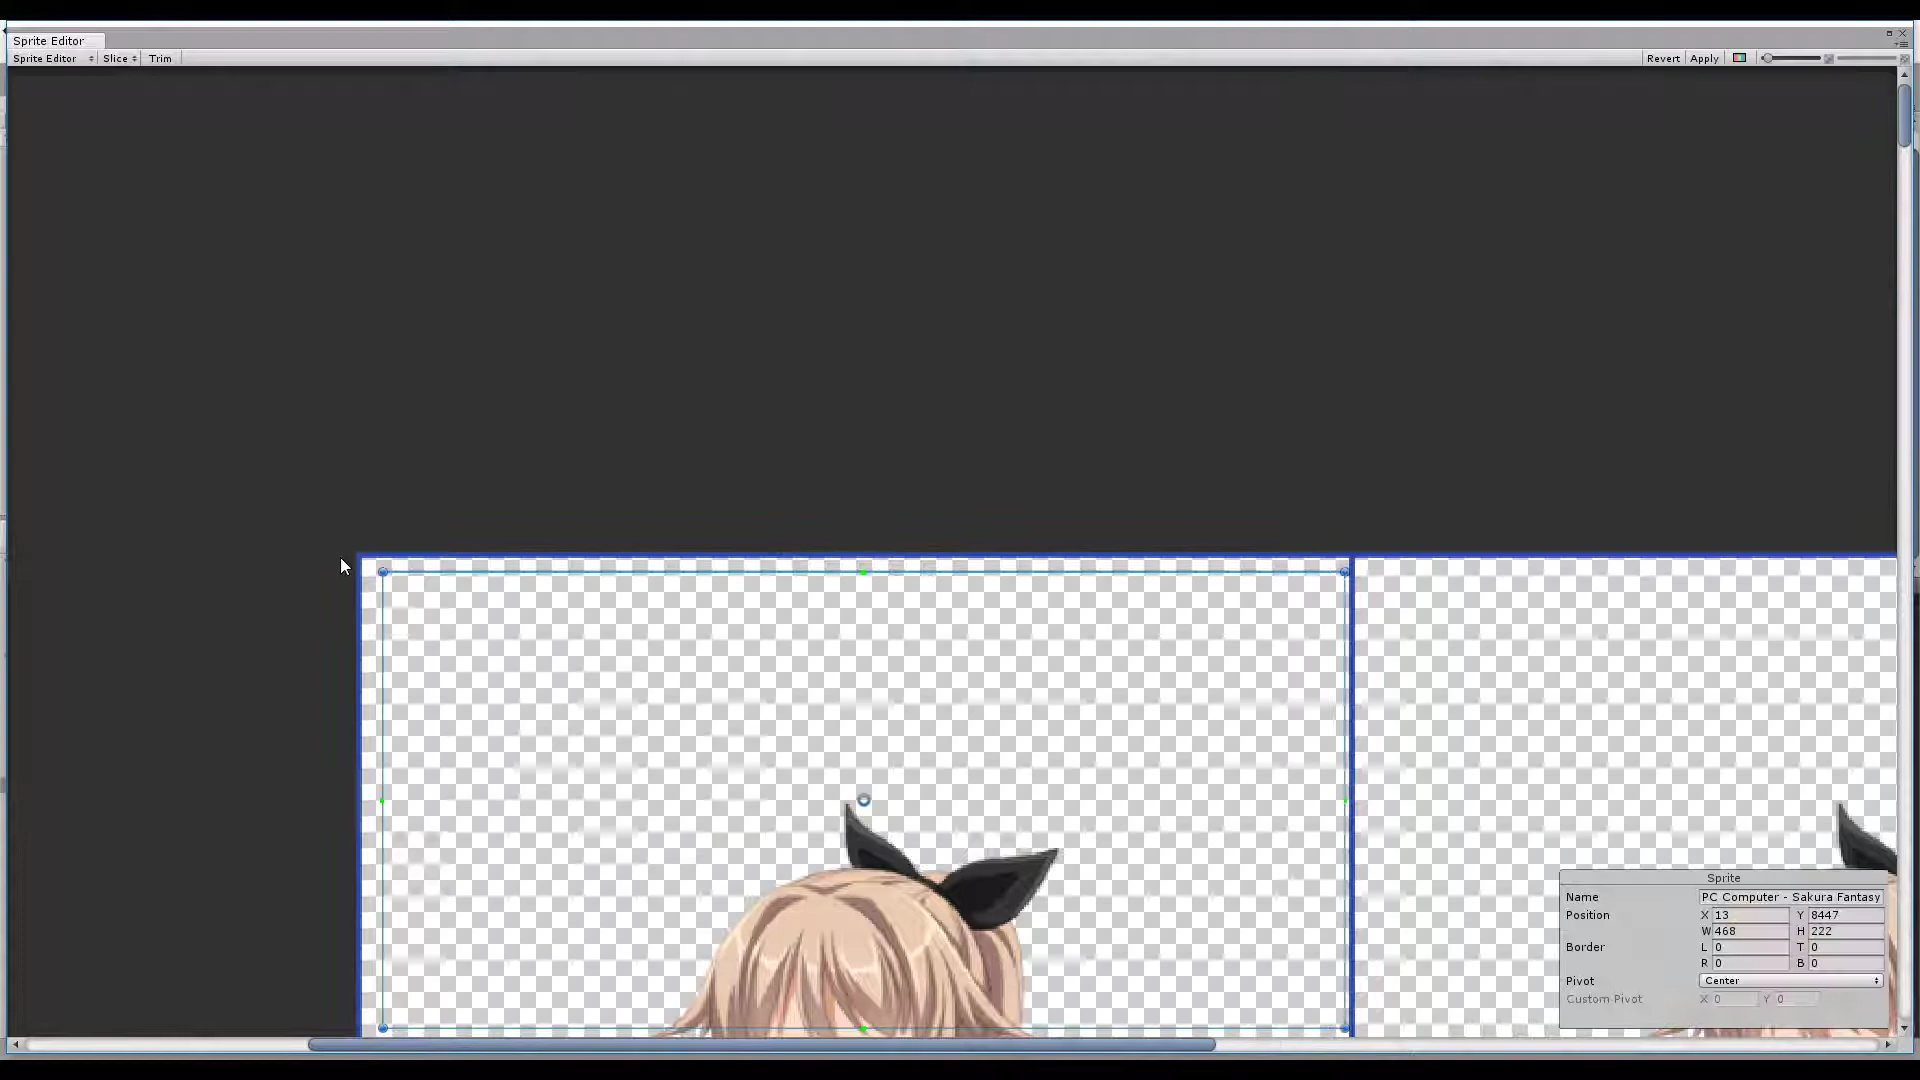 Sprite Editor
Sprite Editor Slice Trim Revert Apply
Sprite
Name PC Computer - Sakura Fantasy
Position X 13 Y 8447
W 468 H 222
Border L 0 T 0
R 0 B 0
Pivot Center
Custom Pivot X 0 Y 0